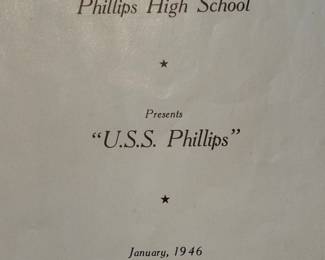 Phillips High School
Presents
"U.S.S. Phillips"
January, 1946